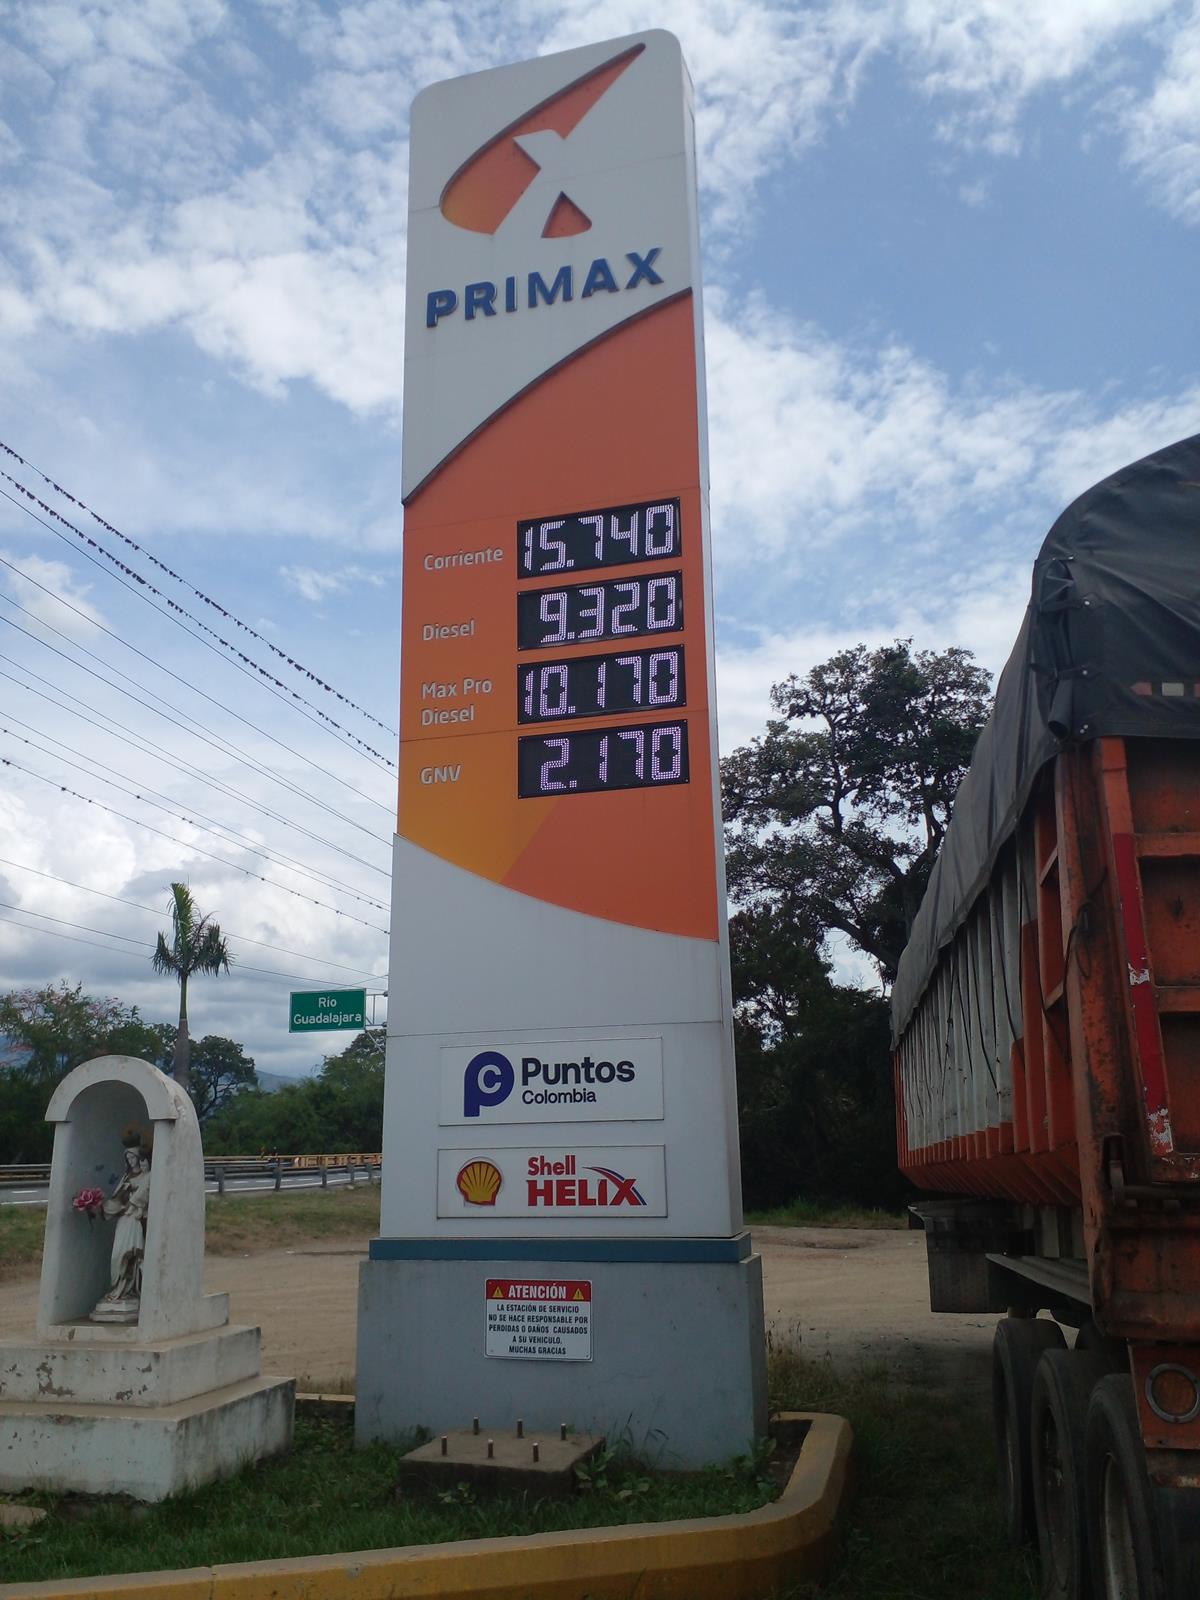 PRIMAX
Corriente 15.740
Diesel 9.320
Max Pro
Diesel 10.170
GNV 2.170
Río
Guadalajara
pc Puntos
Colombia
Shell
HELIX
ATENCIÓN
LA ESTACIÓN DE SERVICIO
NO SE HACE RESPONSABLE POR
PERDIDAS O DAÑOS CAUSADOS
A SU VEHICULO.
MUCHAS GRACIAS